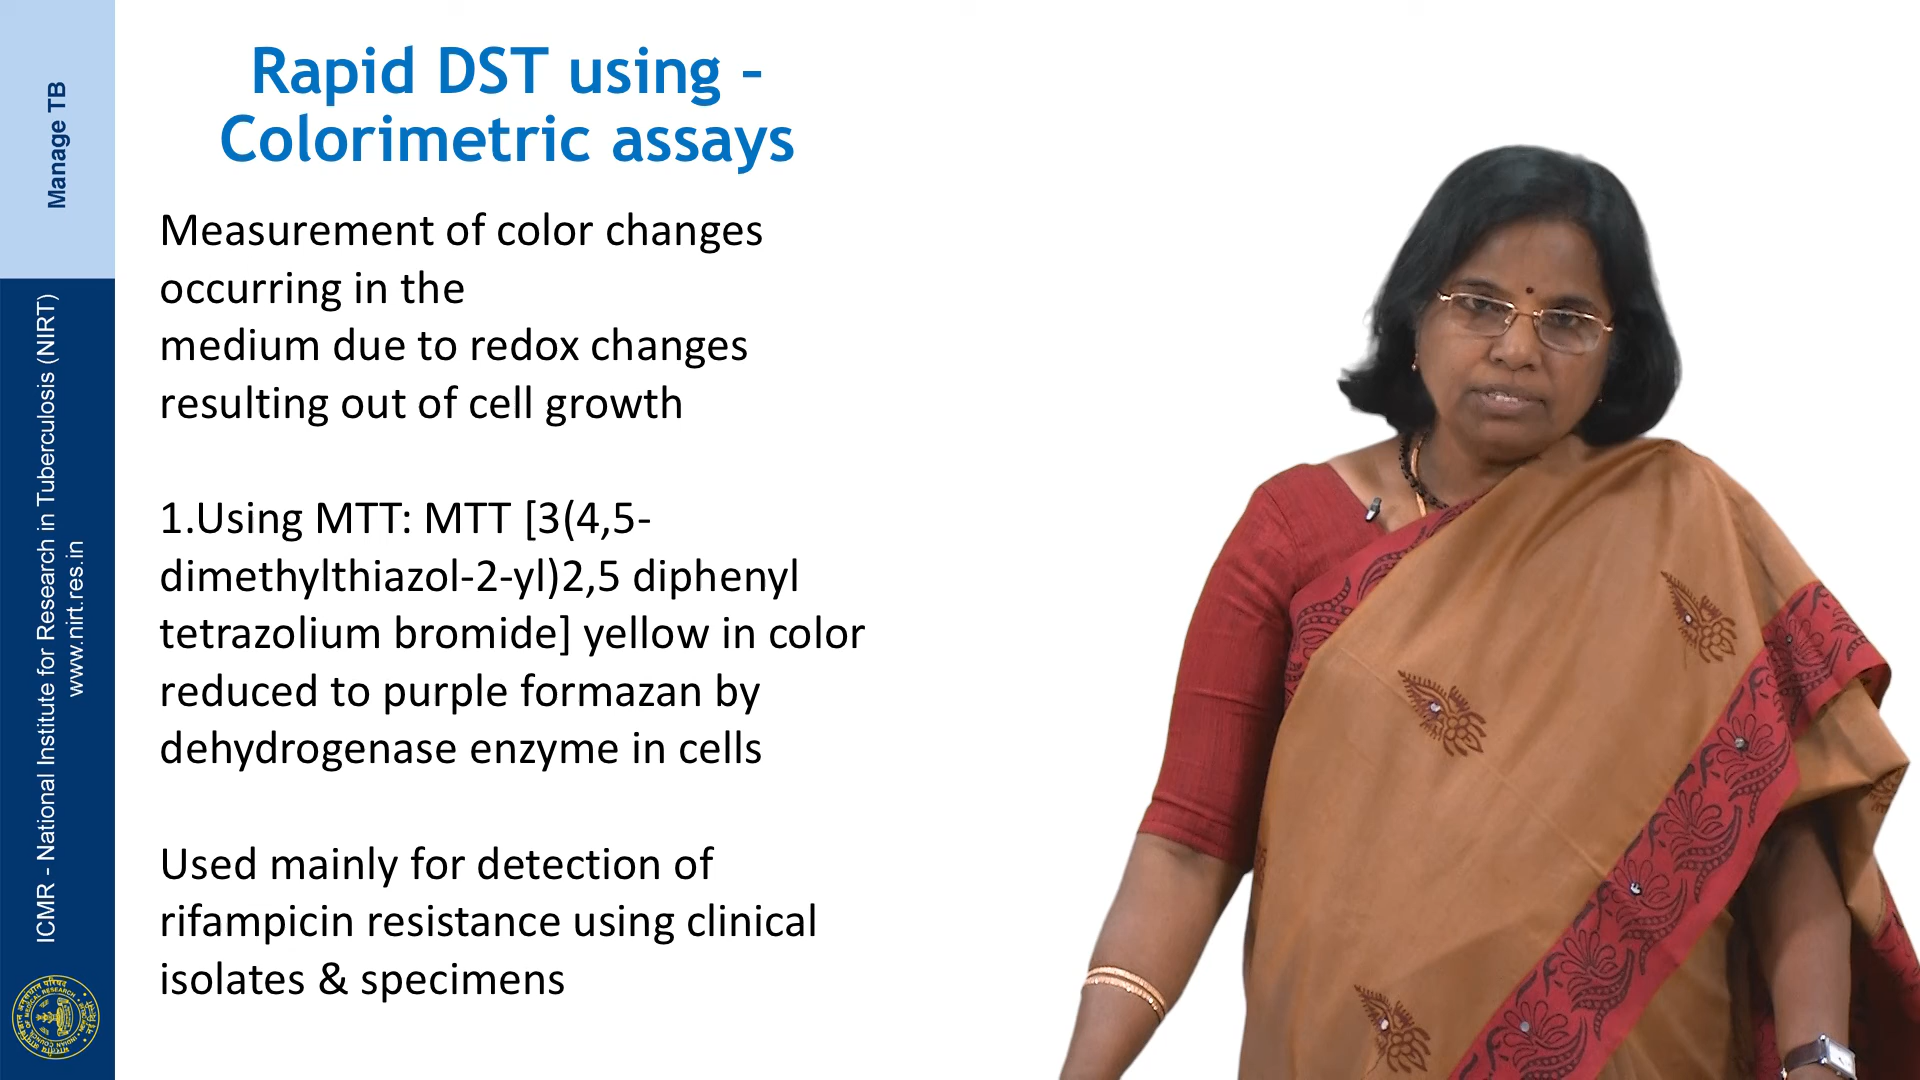 Rapid DST using –
Colorimetric assays
Measurement of color changes
occurring in the
medium due to redox changes
resulting out of cell growth
1.Using MTT: MTT [3(4,5-
dimethylthiazol-2-yl)2,5 diphenyl
tetrazolium bromide] yellow in color
reduced to purple formazan by
dehydrogenase enzyme in cells
Used mainly for detection of
rifampicin resistance using clinical
isolates & specimens
Manage TB
ICMR - National Institute for Research in Tuberculosis (NIRT)
www.nirt.res.in